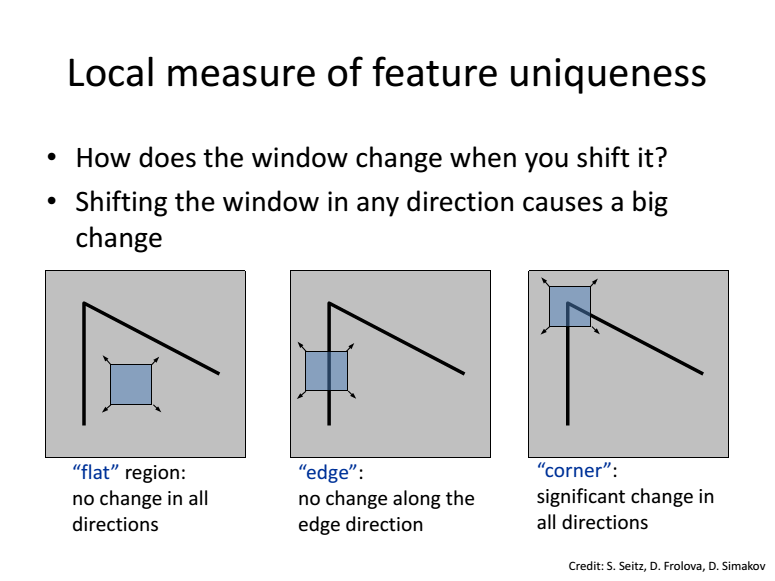 Local measure of feature uniqueness
• How does the window change when you shift it?
• Shifting the window in any direction causes a big
change
“flat” region:
no change in all
directions
“edge”:
no change along the
edge direction
“corner”:
significant change in
all directions
Credit: S. Seitz, D. Frolova, D. Simakov